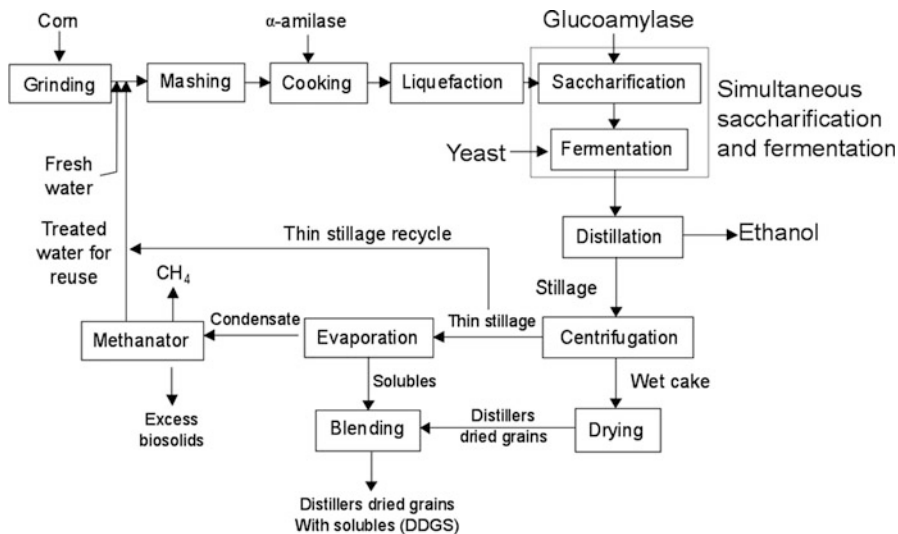 Corn
α-amilase
Glucoamylase
Grinding
Mashing
Cooking
Liquefaction
Saccharification
Simultaneous
saccharification
and fermentation
Yeast
Fermentation
Fresh
water
Treated
water for
reuse
Thin stillage recycle
Distillation
Ethanol
CH4
Stillage
Methanator
Condensate
Evaporation
Thin stillage
Centrifugation
Solubles
Wet cake
Excess
biosolids
Blending
Distillers
dried grains
Drying
Distillers dried grains
With solubles (DDGS)